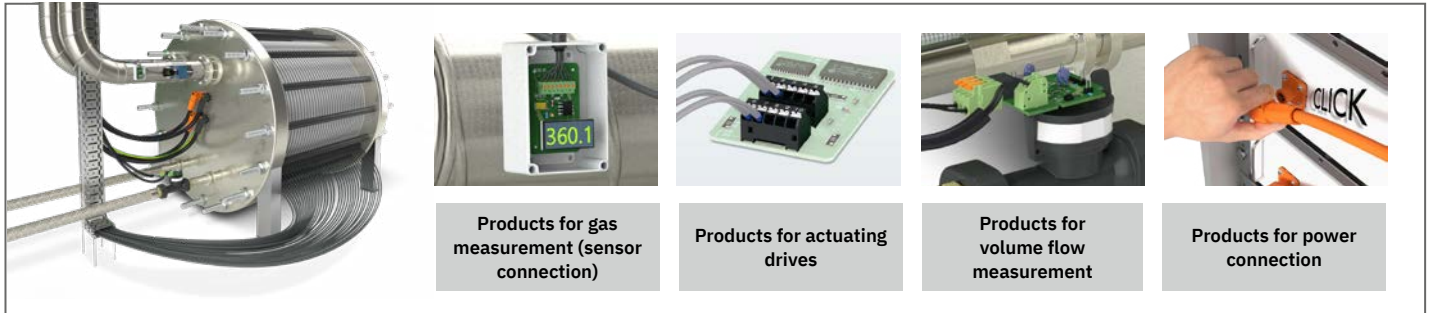 360.1
CLICK
Products for gas
measurement (sensor
connection)
Products for actuating
drives
Products for
volume flow
measurement
Products for power
connection